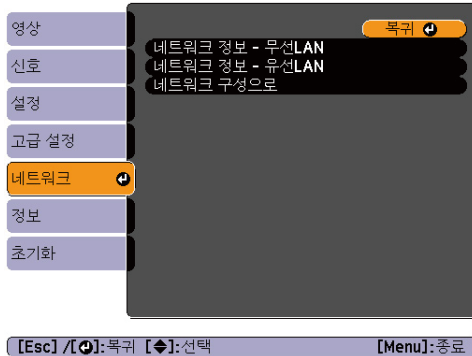 영상
신호
설정
고급 설정
네트워크
정보
초기화
복귀
네트워크 정보 - 무선LAN
네트워크 정보 - 유선LAN
네트워크 구성으로
[Esc] /[⏎]:복귀 [◆]:선택 [Menu]:종료